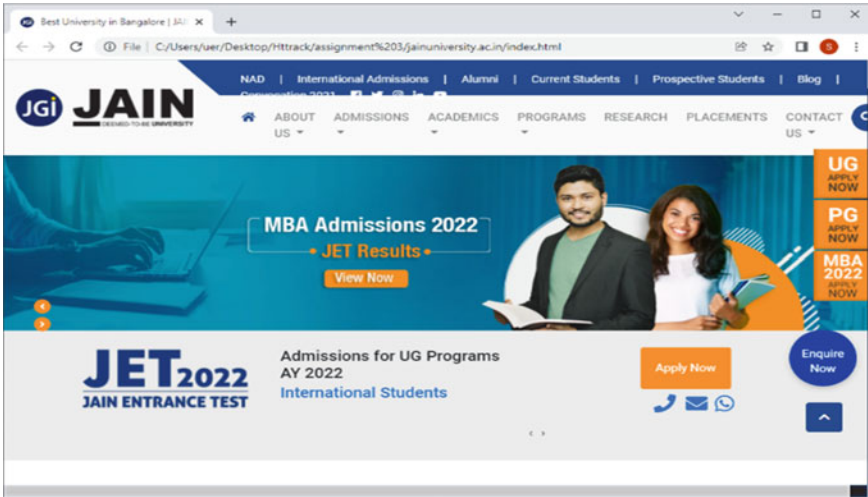 Best University in Bangalore | JAI
File | C:/Users/uer/Desktop/Httrack/assignment%203/jainuniversity.ac.in/index.html
S
NAD | International Admissions | Alumni | Current Students | Prospective Students | Blog |
Convocation 2021
JGi JAIN
DEEMED-TO-BE UNIVERSITY
ABOUT US ADMISSIONS ACADEMICS PROGRAMS RESEARCH PLACEMENTS CONTACT US
UG
APPLY
NOW
PG
APPLY
NOW
MBA
2022
APPLY
NOW
MBA Admissions 2022
JET Results
View Now
JET2022
JAIN ENTRANCE TEST
Admissions for UG Programs
AY 2022
International Students
Apply Now
Enquire
Now